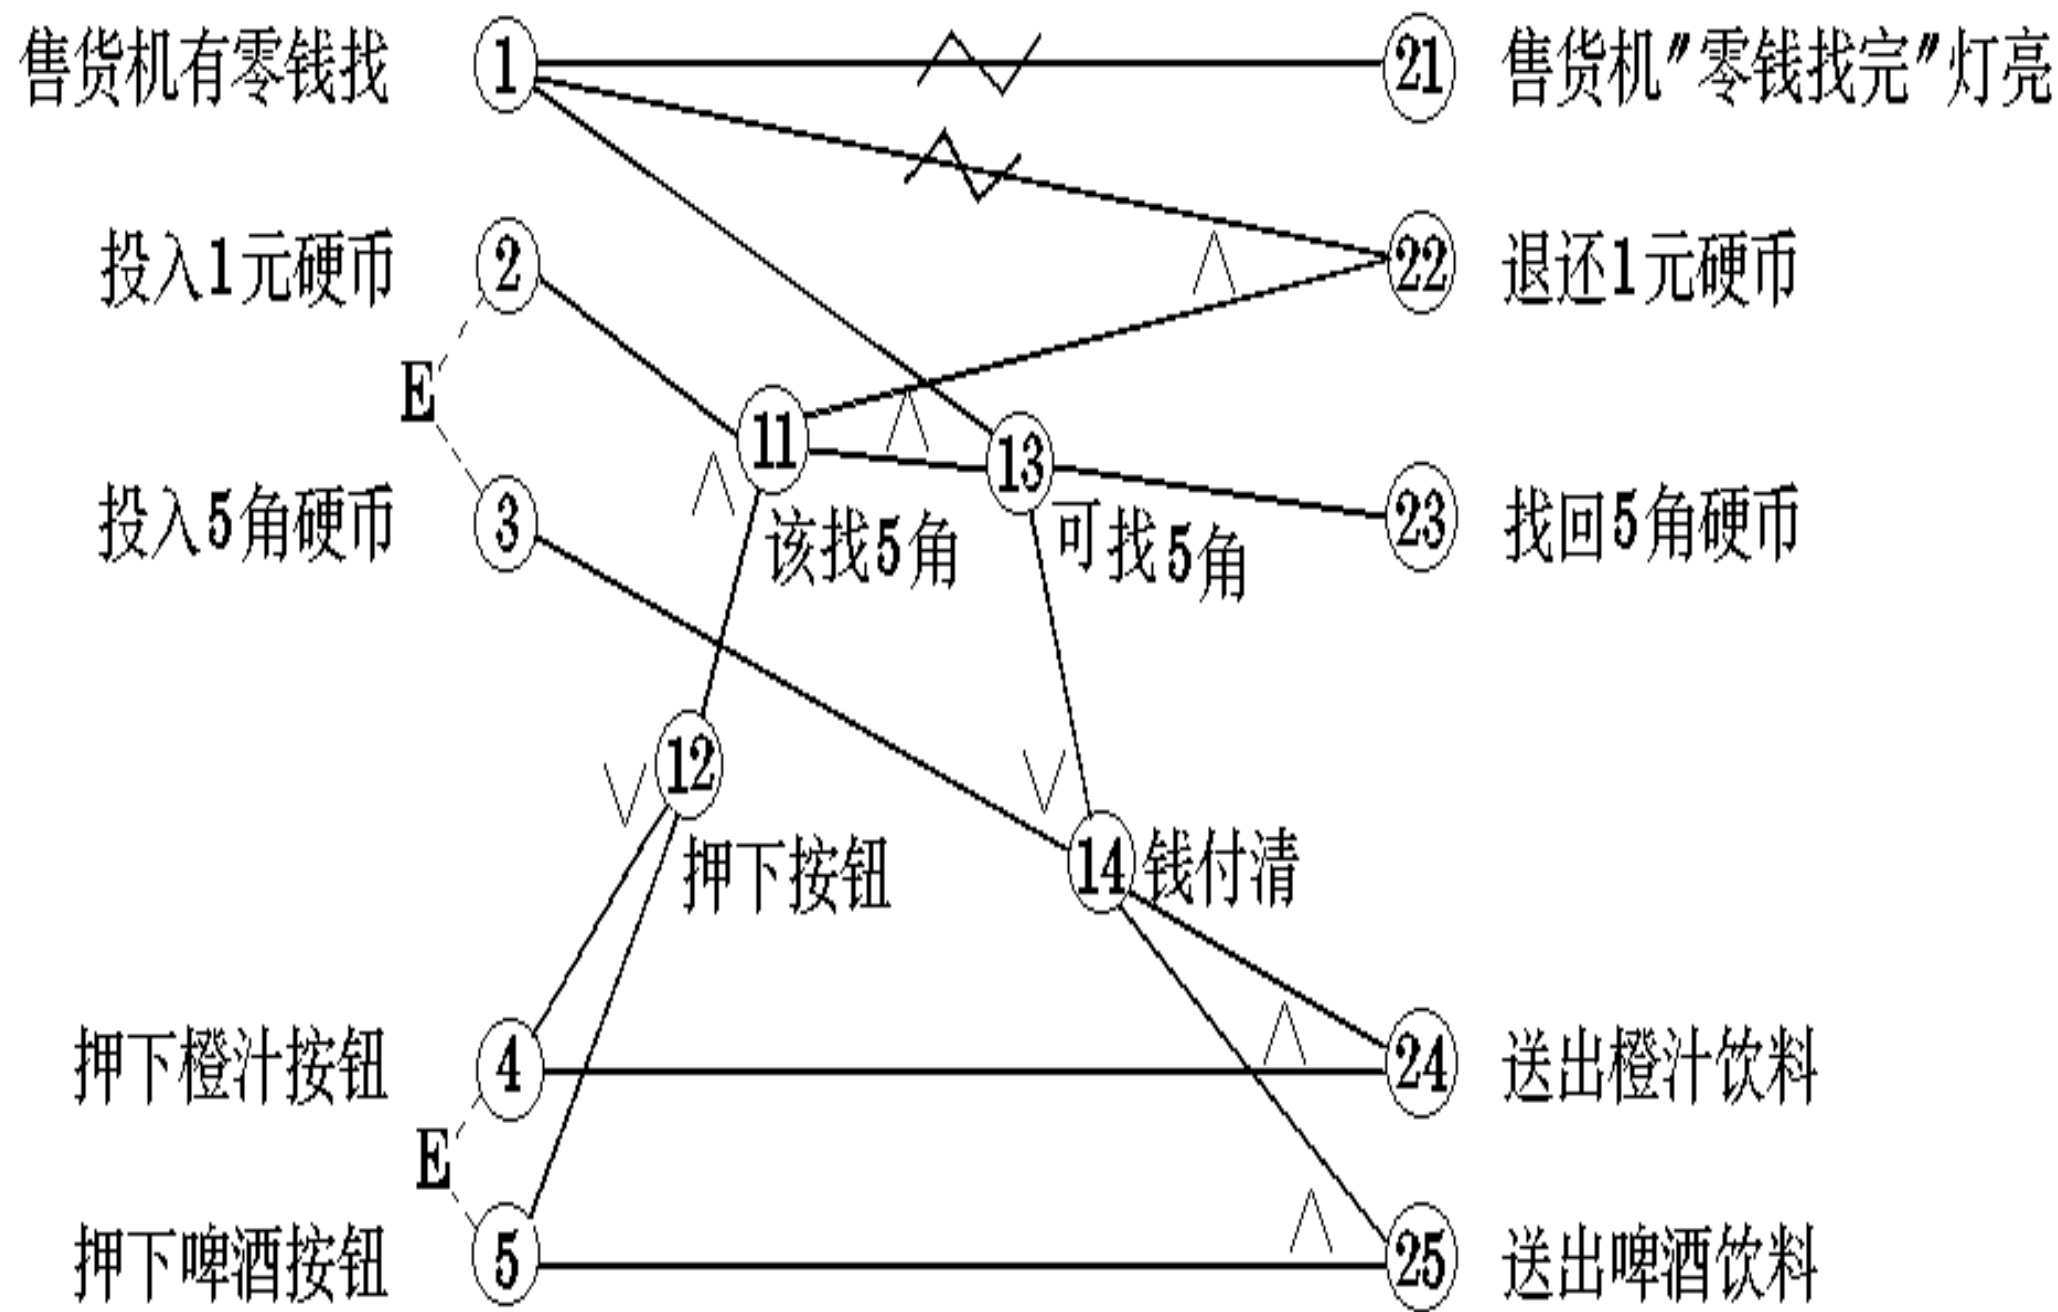 售货机有零钱找 1 21 售货机"零钱找完"灯亮
投入1元硬币 2 22 退还1元硬币
E
11 13
投入5角硬币 3 23 找回5角硬币
该找5角 可找5角
12
押下按钮 14 钱付清
押下橙汁按钮 4 24 送出橙汁饮料
E
押下啤酒按钮 5 25 送出啤酒饮料